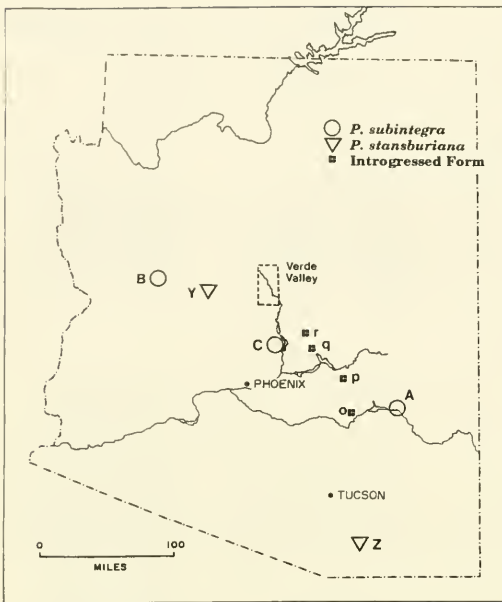 P. subintegra
P. stansburiana
Introgressed Form
Verde
Valley
B
Y
r
C
q
p
PHOENIX
A
o
TUCSON
Z
0 100
MILES